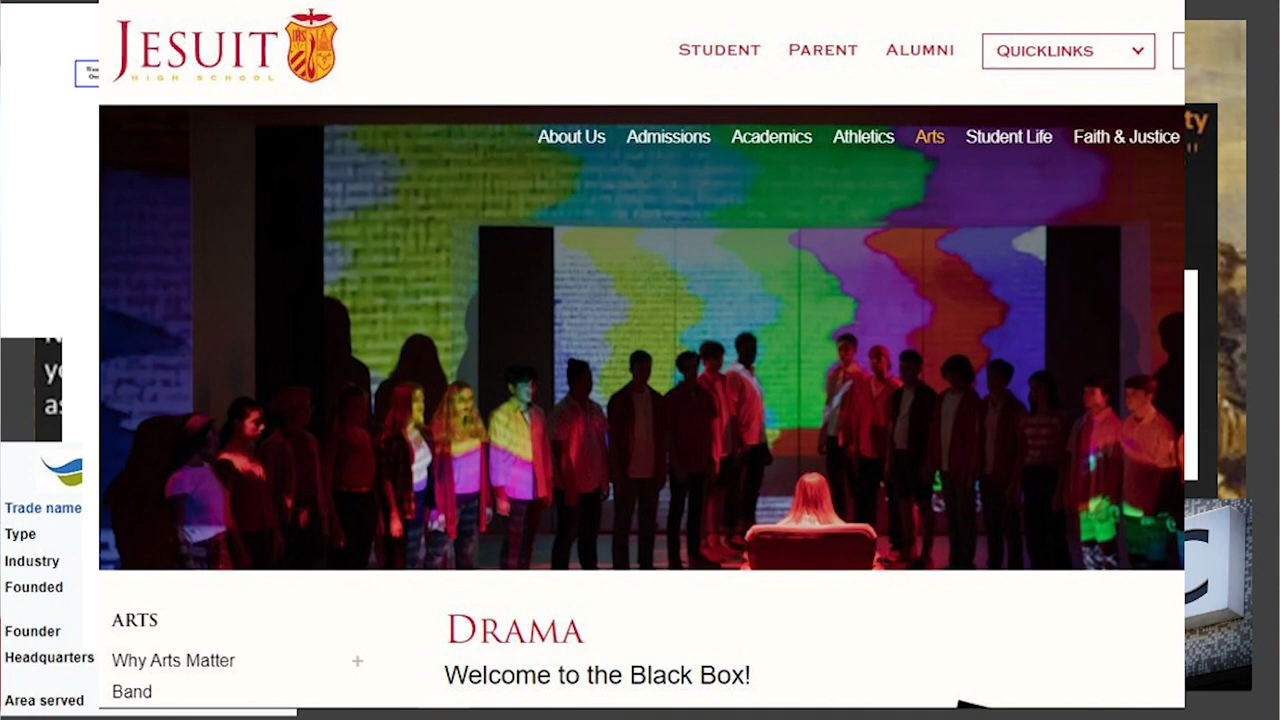 JESUIT
HIGH SCHOOL
STUDENT PARENT ALUMNI QUICKLINKS
About Us Admissions Academics Athletics Arts Student Life Faith & Justice
ARTS
Why Arts Matter +
Band
DRAMA
Welcome to the Black Box!
Trade name
Type
Industry
Founded
Founder
Headquarters
Area served